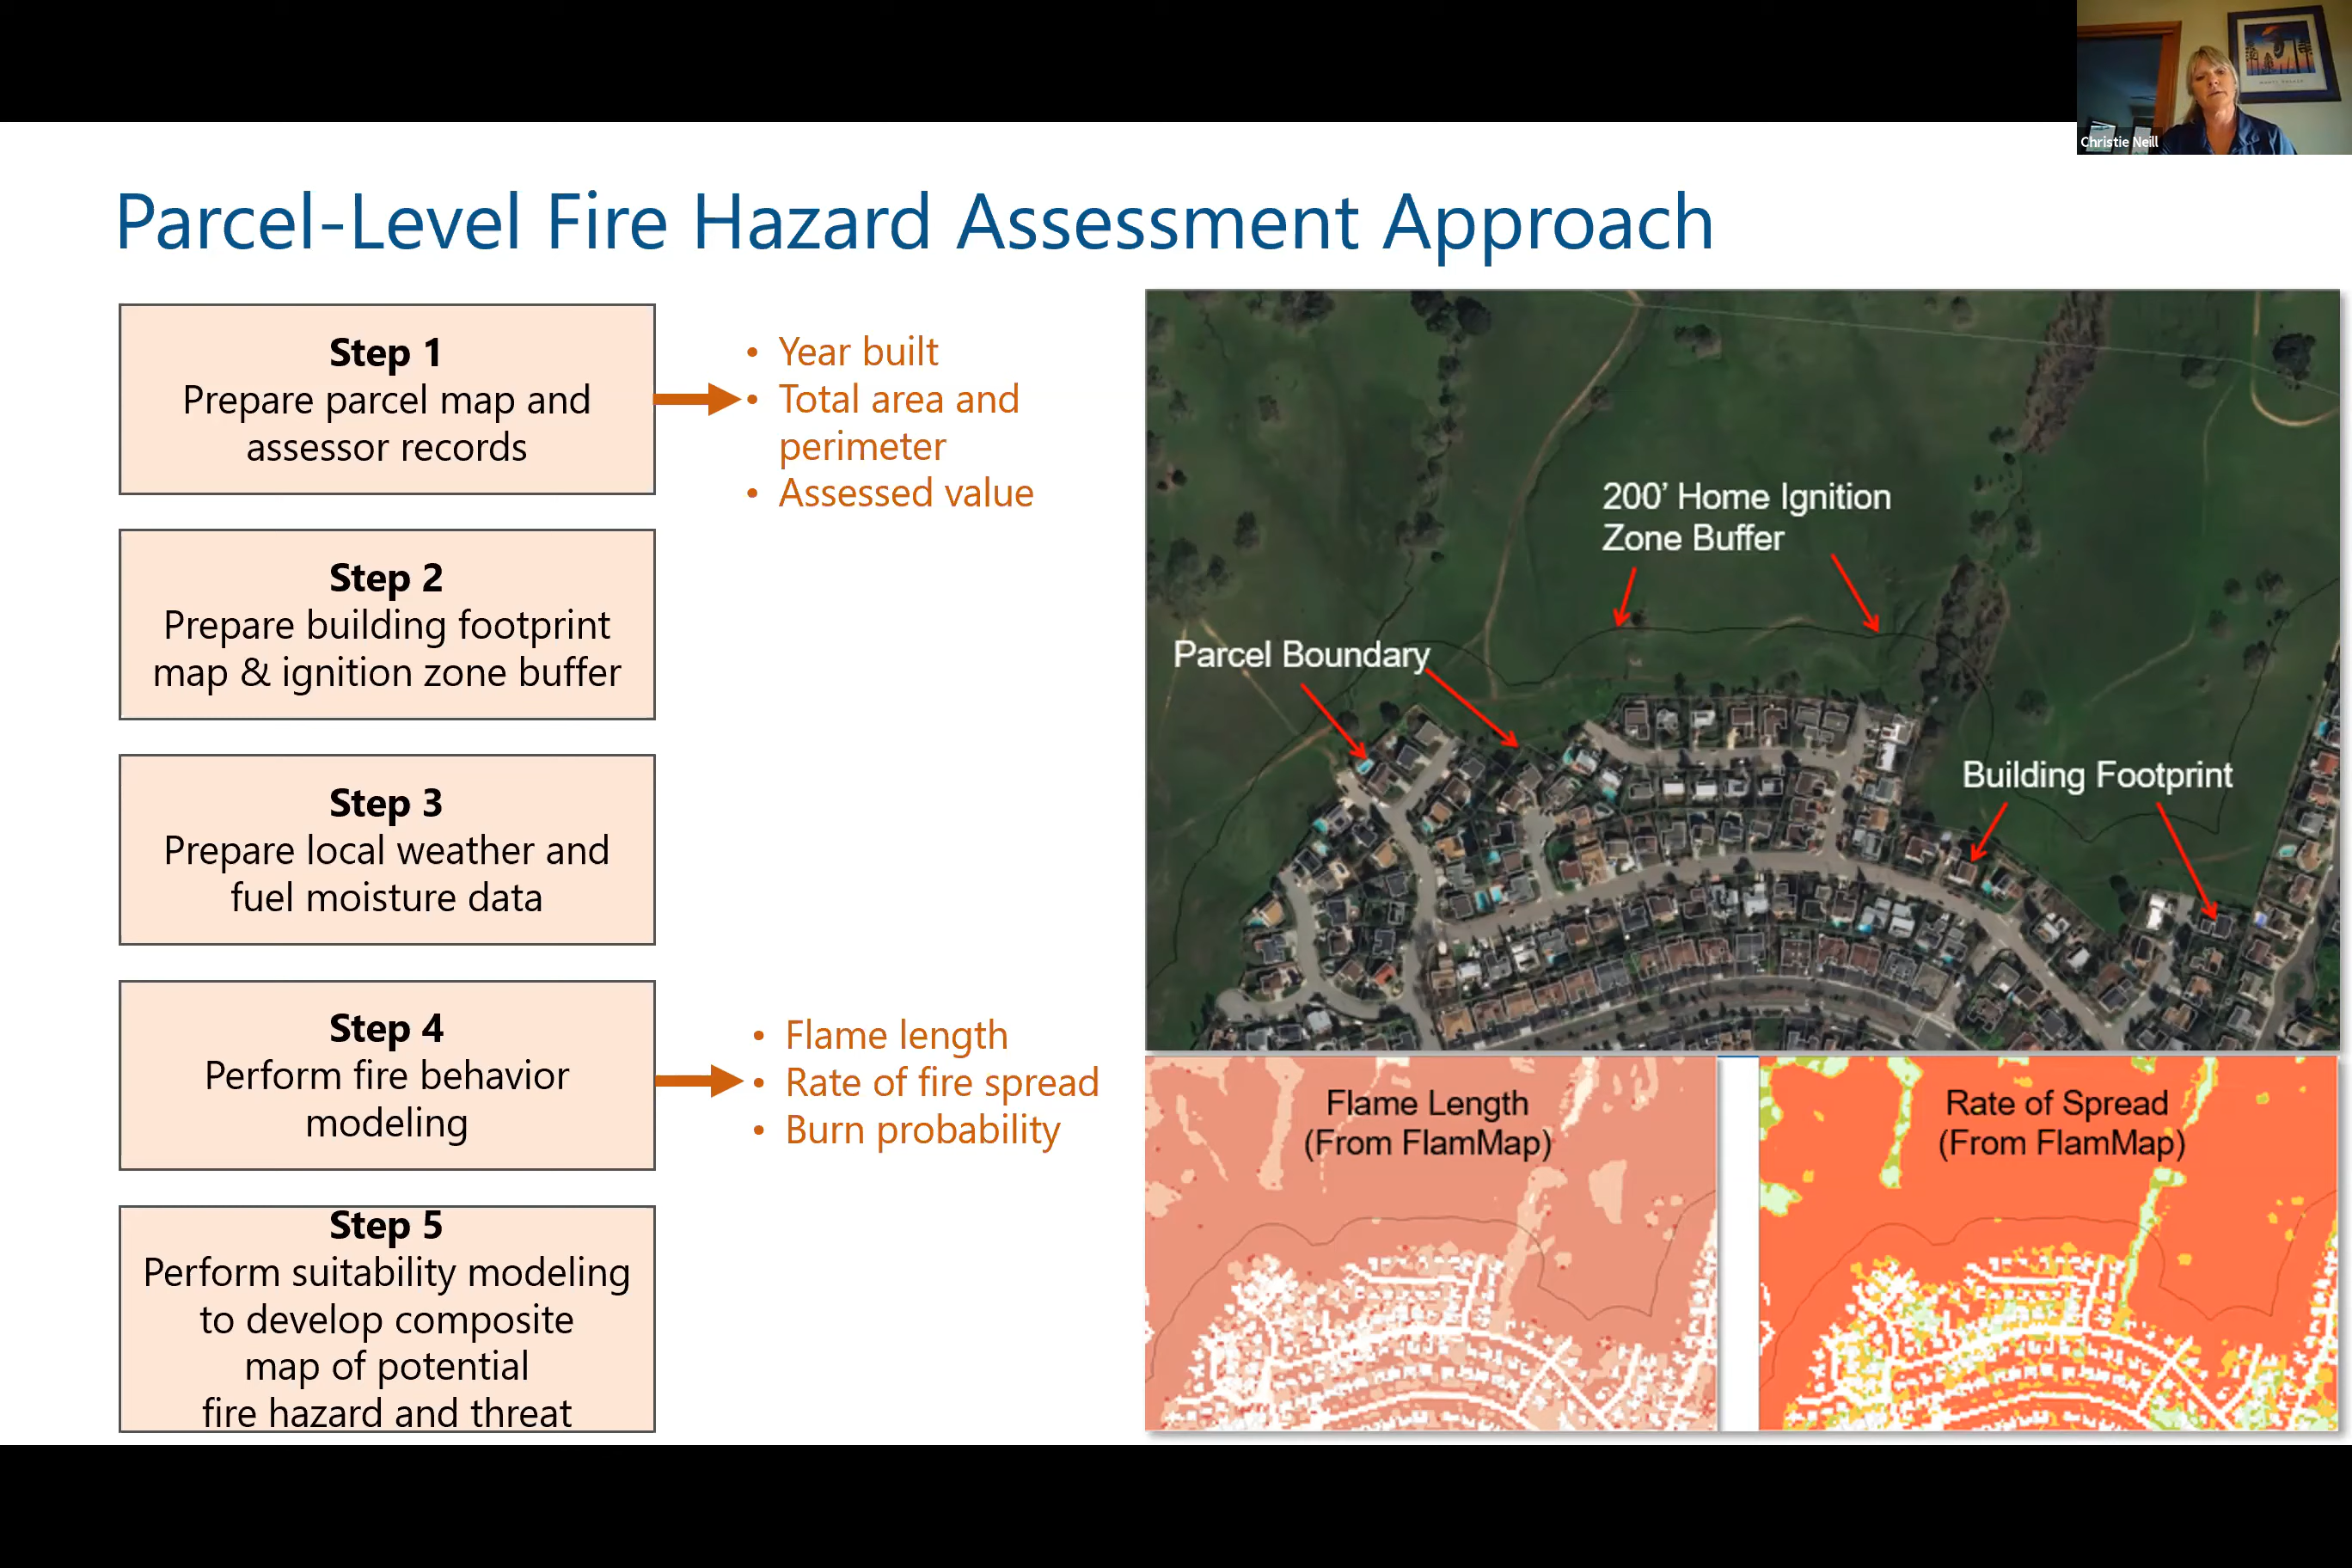 Christie Neill
Parcel-Level Fire Hazard Assessment Approach
Step 1
Prepare parcel map and
assessor records
• Year built
• Total area and
perimeter
• Assessed value
Step 2
Prepare building footprint
map & ignition zone buffer
Step 3
Prepare local weather and
fuel moisture data
Step 4
Perform fire behavior
modeling
• Flame length
• Rate of fire spread
• Burn probability
Step 5
Perform suitability modeling
to develop composite
map of potential
fire hazard and threat
200’ Home Ignition
Zone Buffer
Parcel Boundary
Building Footprint
Flame Length
(From FlamMap)
Rate of Spread
(From FlamMap)